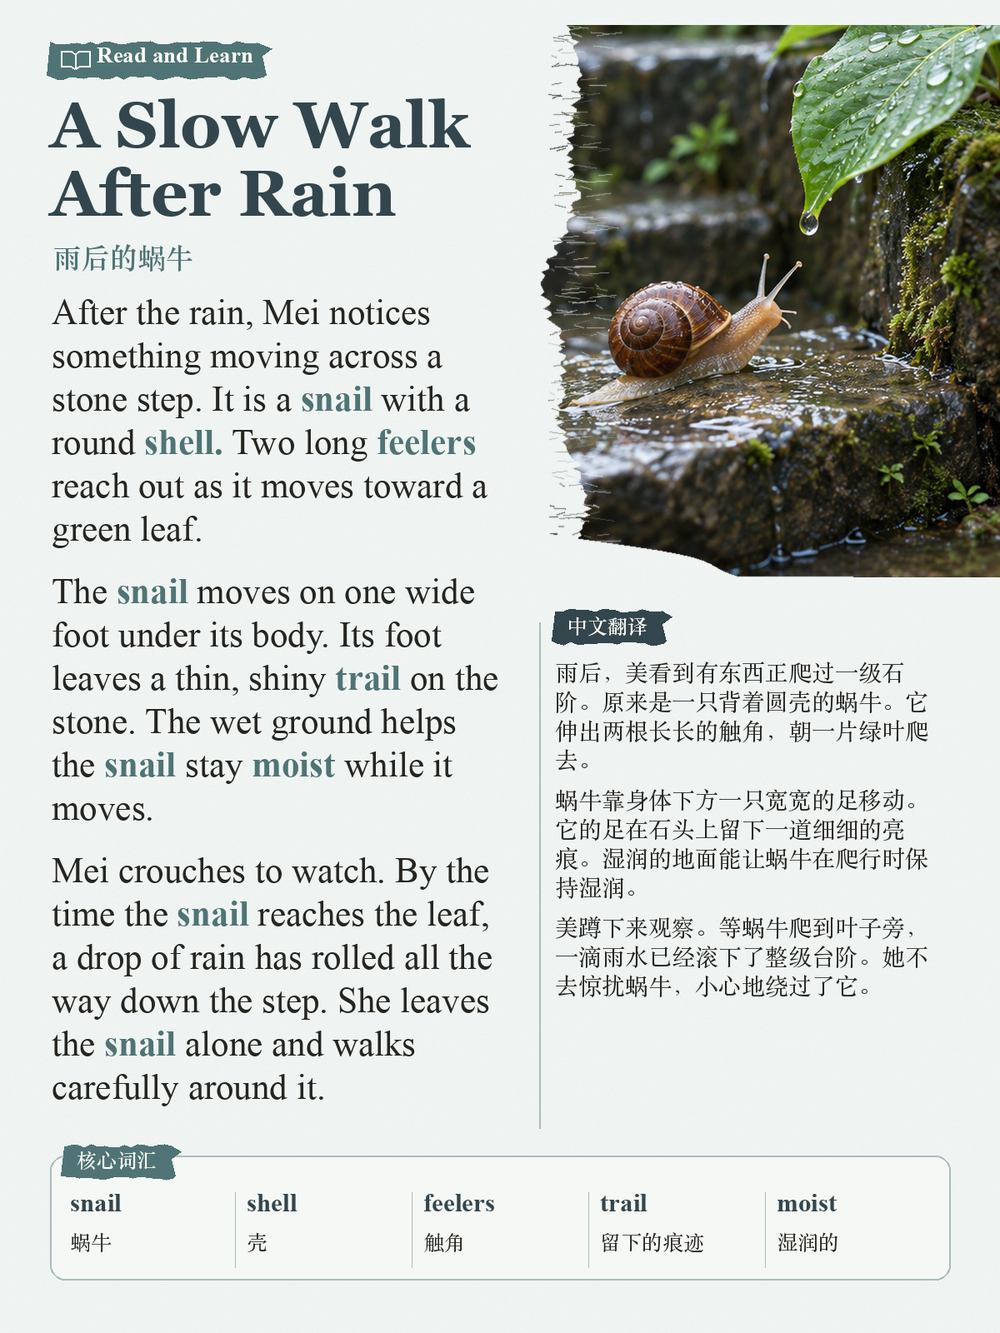 Read and Learn
A Slow Walk
After Rain
雨后的蜗牛
After the rain, Mei notices
something moving across a
stone step. It is a snail with a
round shell. Two long feelers
reach out as it moves toward a
green leaf.
The snail moves on one wide
foot under its body. Its foot
leaves a thin, shiny trail on the
stone. The wet ground helps
the snail stay moist while it
moves.
Mei crouches to watch. By the
time the snail reaches the leaf,
a drop of rain has rolled all the
way down the step. She leaves
the snail alone and walks
carefully around it.
中文翻译
雨后，美看到有东西正爬过一级石
阶。原来是一只背着圆壳的蜗牛。它
伸出两根长长的触角，朝一片绿叶爬
去。
蜗牛靠身体下方一只宽宽的足移动。
它的足在石头上留下一道细细的亮
痕。湿润的地面能让蜗牛在爬行时保
持湿润。
美蹲下来观察。等蜗牛爬到叶子旁，
一滴雨水已经滚下了整级台阶。她不
去惊扰蜗牛，小心地绕过了它。
核心词汇
snail
蜗牛
shell
壳
feelers
触角
trail
留下的痕迹
moist
湿润的